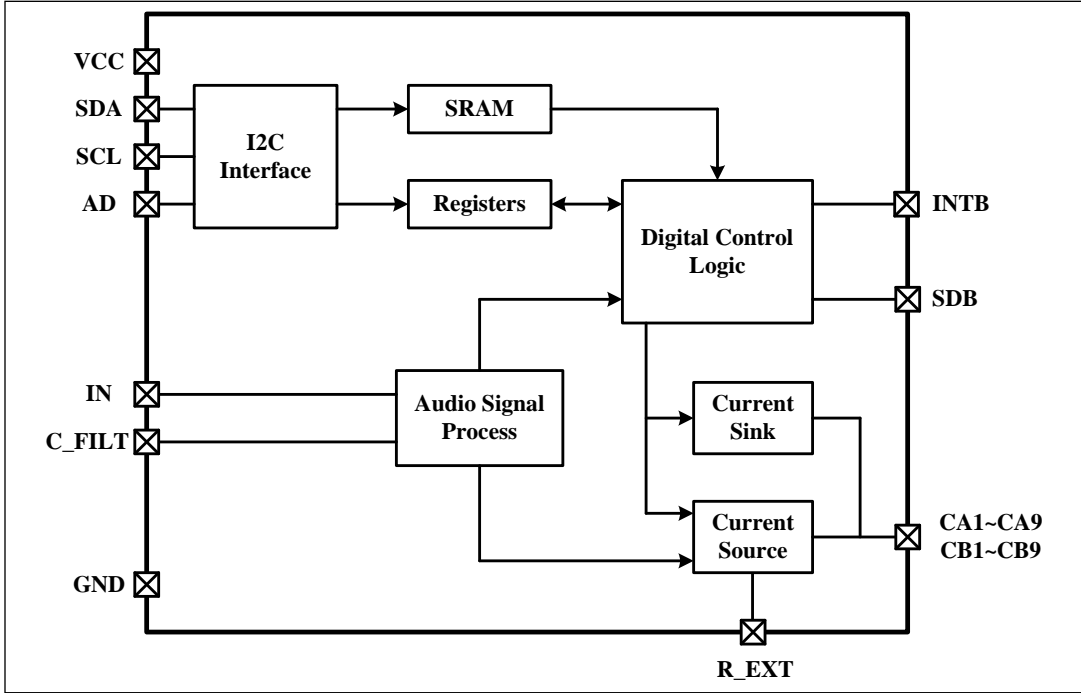 VCC
SDA
SCL
AD
I2C
Interface
SRAM
Registers
Digital Control
Logic
INTB
SDB
IN
C_FILT
Audio Signal
Process
Current
Sink
Current
Source
CA1~CA9
CB1~CB9
GND
R_EXT